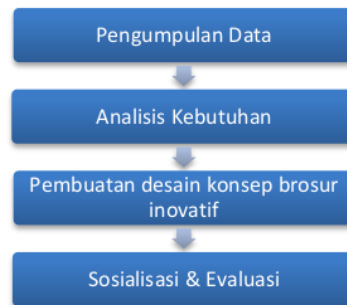 Pengumpulan Data
Analisis Kebutuhan
Pembuatan desain konsep brosur
inovatif
Sosialisasi & Evaluasi